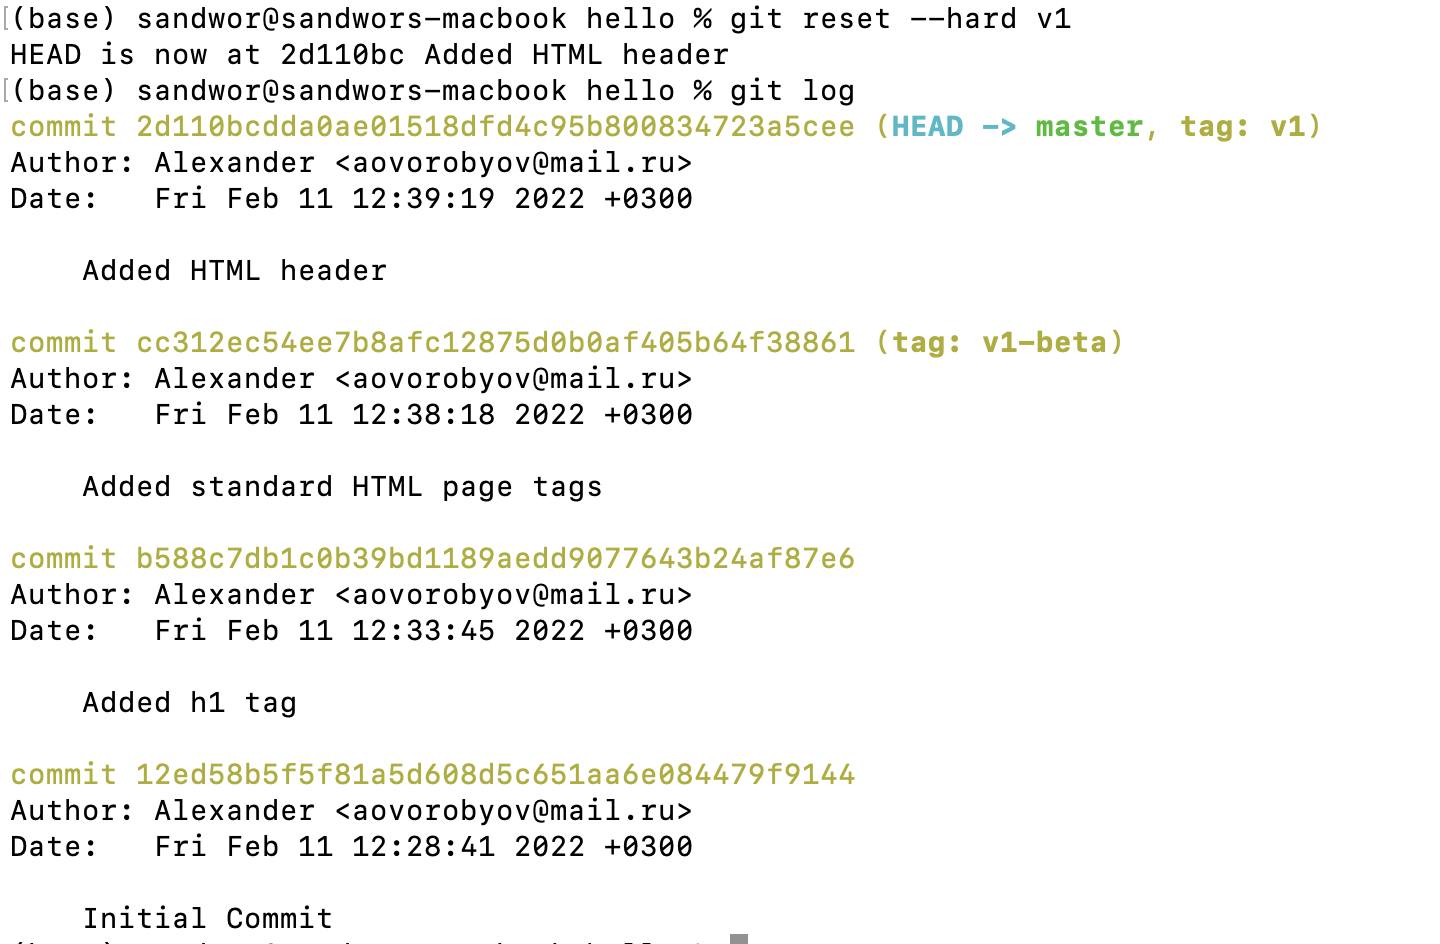 (base) sandwor@sandwors-macbook hello % git reset --hard v1
HEAD is now at 2d110bc Added HTML header
(base) sandwor@sandwors-macbook hello % git log
commit 2d110bcdda0ae01518dfd4c95b800834723a5cee (HEAD -> master, tag: v1)
Author: Alexander <aovorobyov@mail.ru>
Date:   Fri Feb 11 12:39:19 2022 +0300
    Added HTML header
commit cc312ec54ee7b8afc12875d0b0af405b64f38861 (tag: v1-beta)
Author: Alexander <aovorobyov@mail.ru>
Date:   Fri Feb 11 12:38:18 2022 +0300
    Added standard HTML page tags
commit b588c7db1c0b39bd1189aedd9077643b24af87e6
Author: Alexander <aovorobyov@mail.ru>
Date:   Fri Feb 11 12:33:45 2022 +0300
    Added h1 tag
commit 12ed58b5f5f81a5d608d5c651aa6e084479f9144
Author: Alexander <aovorobyov@mail.ru>
Date:   Fri Feb 11 12:28:41 2022 +0300
    Initial Commit